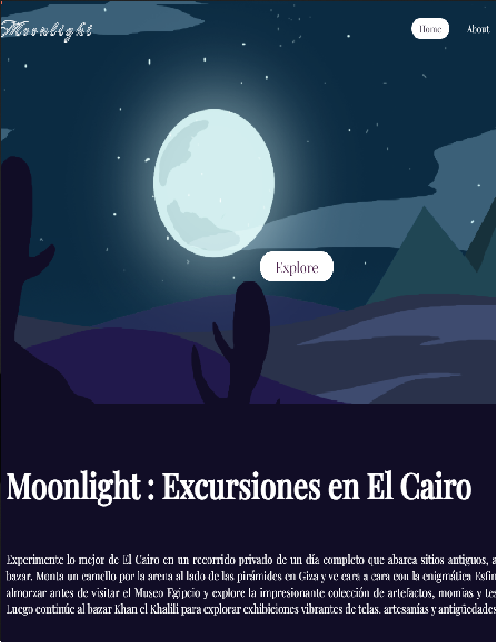 Moonlight
Home
About
Explore
Moonlight : Excursiones en El Cairo
Experimente lo mejor de El Cairo en un recorrido privado de un día completo que abarca sitios antiguos, a
bazar. Monta un camello por la arena al lado de las pirámides en Giza y ve cara a cara con la enigmática Esfin
almorzar antes de visitar el Museo Egipcio y explore la impresionante colección de artefactos, momias y tes
Luego continúe al bazar Khan el Khalili para explorar exhibiciones vibrantes de telas, artesanías y antigüedades